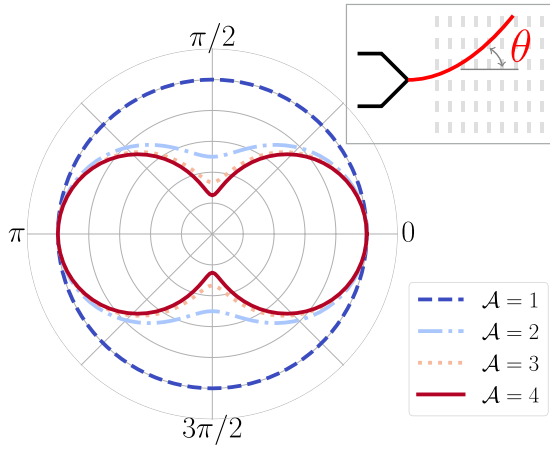 π/2
θ
π
0
3π/2
𝒜 = 1
𝒜 = 2
𝒜 = 3
𝒜 = 4